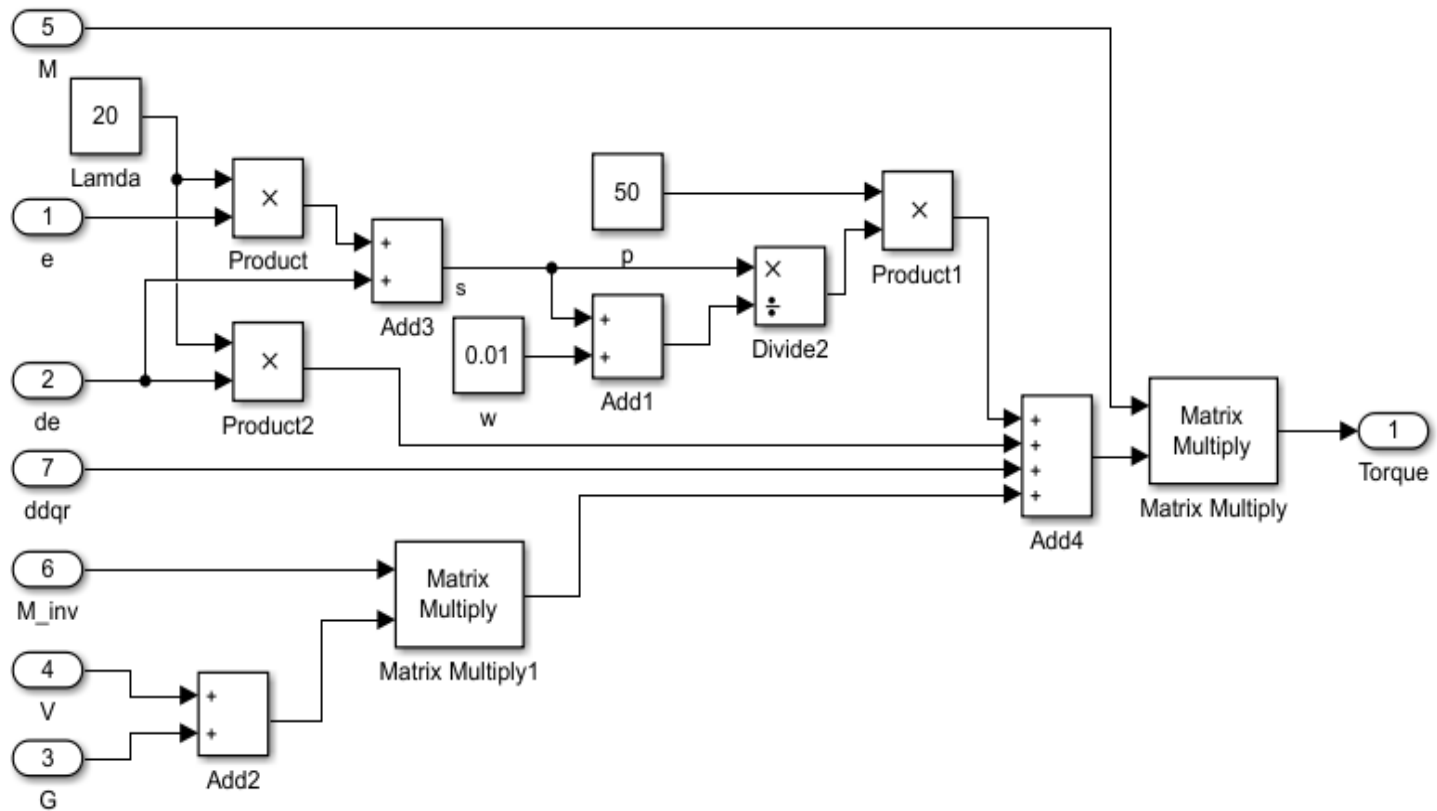 5
M
20
Lamda
×
Product
1
e
50
p
×
Product1
+
+
Add3
s
×
÷
Divide2
0.01
w
+
+
Add1
×
Product2
2
de
7
ddqr
+
+
+
+
Add4
Matrix
Multiply
Matrix Multiply
1
Torque
6
M_inv
Matrix
Multiply
Matrix Multiply1
4
V
+
+
Add2
3
G